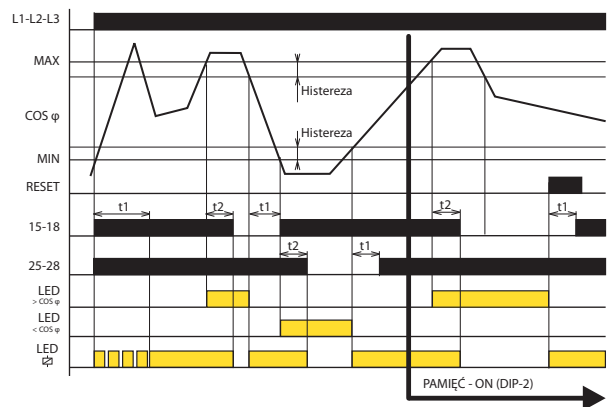 L1-L2-L3
MAX
Histereza
COS φ
Histereza
MIN
RESET
t1
t2
t1
t2
t1
15-18
t2
t1
25-28
LED
> COS φ
LED
< COS φ
LED
PAMIĘĆ - ON (DIP-2)